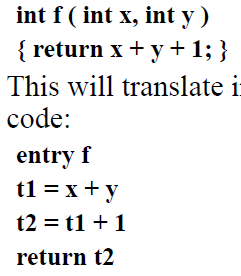 int f ( int x, int y )
{ return x + y + 1; }
This will translate
code:
entry f
t1 = x + y
t2 = t1 + 1
return t2